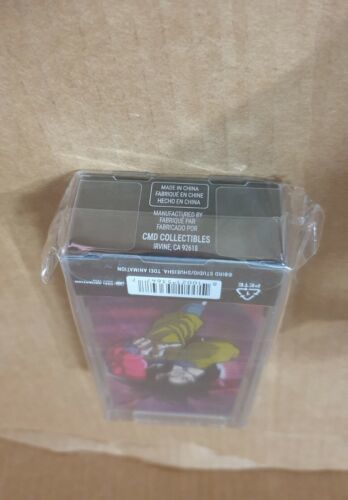 MADE IN CHINA
FABRIQUÉ EN CHINE
HECHO EN CHINA
MANUFACTURED BY
FABRIQUÉ PAR
FABRICADO POR
CMD COLLECTIBLES
IRVINE, CA 92618
©BIRD STUDIO/SHUEISHA, TOEI ANIMATION